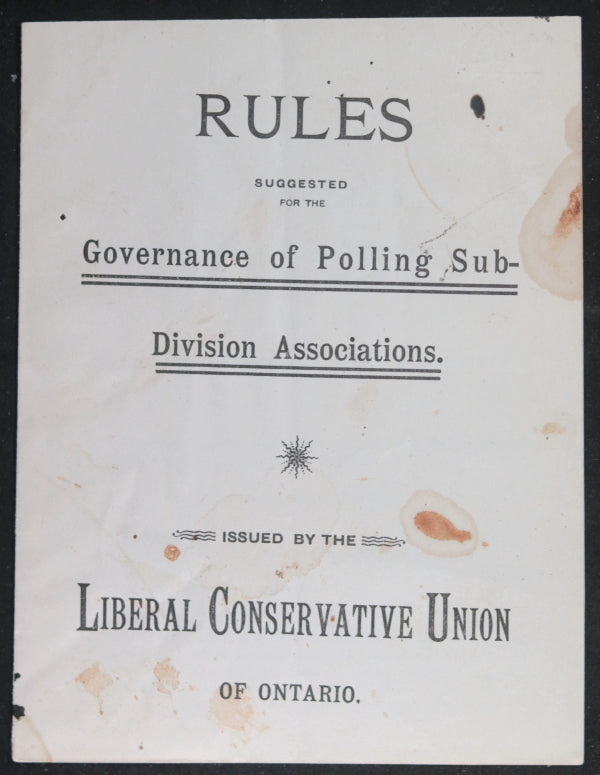 RULES
SUGGESTED
FOR THE
Governance of Polling Sub-
Division Associations.
ISSUED BY THE
LIBERAL CONSERVATIVE UNION
OF ONTARIO.